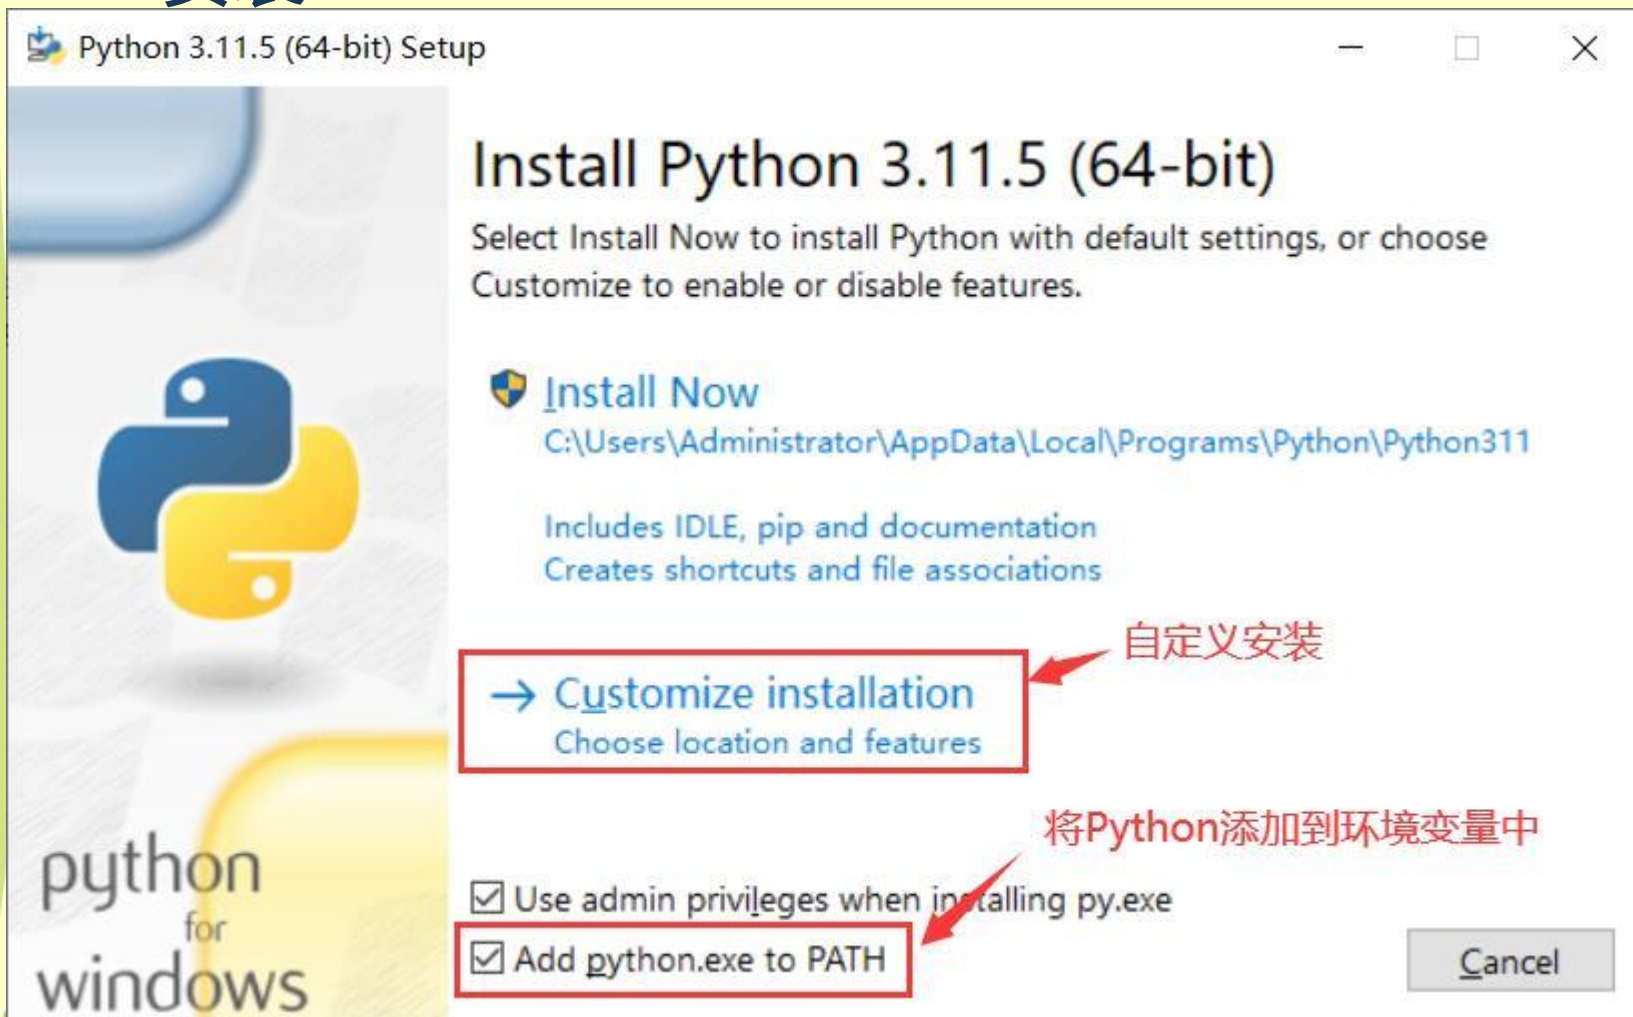 Python 3.11.5 (64-bit) Setup
Install Python 3.11.5 (64-bit)
Select Install Now to install Python with default settings, or choose
Customize to enable or disable features.
Install Now
C:\Users\Administrator\AppData\Local\Programs\Python\Python311
Includes IDLE, pip and documentation
Creates shortcuts and file associations
自定义安装
Customize installation
Choose location and features
将Python添加到环境变量中
Use admin privileges when installing py.exe
Add python.exe to PATH
Cancel
python
for
windows